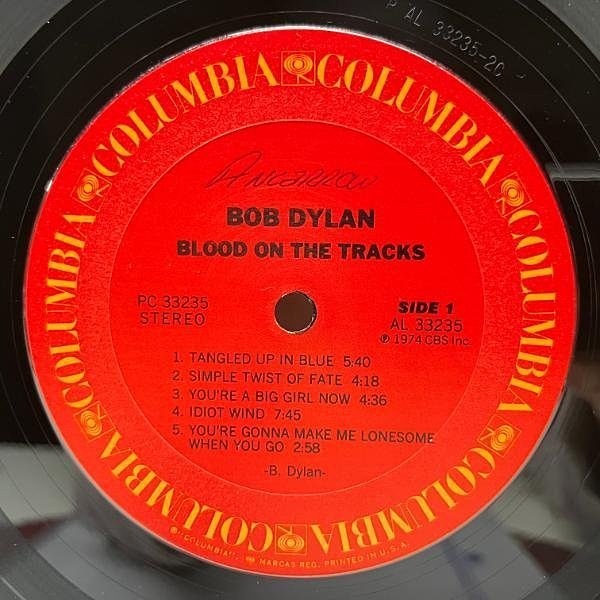 P AL 33235-2C
COLUMBIA COLUMBIA COLUMBIA COLUMBIA COLUMBIA COLUMBIA COLUMBIA
BOB DYLAN
BLOOD ON THE TRACKS
PC 33235
STEREO
SIDE 1
AL 33235
℗ 1974 CBS Inc.
1. TANGLED UP IN BLUE 5:40
2. SIMPLE TWIST OF FATE 4:18
3. YOU'RE A BIG GIRL NOW 4:36
4. IDIOT WIND 7:45
5. YOU'RE GONNA MAKE ME LONESOME
WHEN YOU GO 2:58
-B. Dylan-
"COLUMBIA", MARCAS REG. PRINTED IN U.S.A.